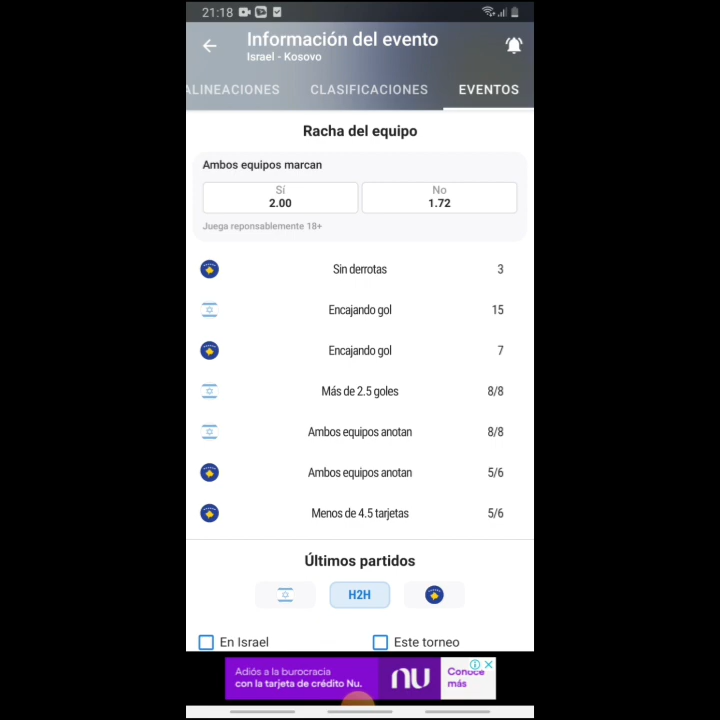 21:18
Información del evento
Israel - Kosovo
ALINEACIONES CLASIFICACIONES EVENTOS
Racha del equipo
Ambos equipos marcan
Sí No
2.00 1.72
Juega reponsablemente 18+
Sin derrotas 3
Encajando gol 15
Encajando gol 7
Más de 2.5 goles 8/8
Ambos equipos anotan 8/8
Ambos equipos anotan 5/6
Menos de 4.5 tarjetas 5/6
Últimos partidos
H2H
En Israel Este torneo
Adiós a la burocracia
con la tarjeta de crédito Nu.
nu
Conoce
más